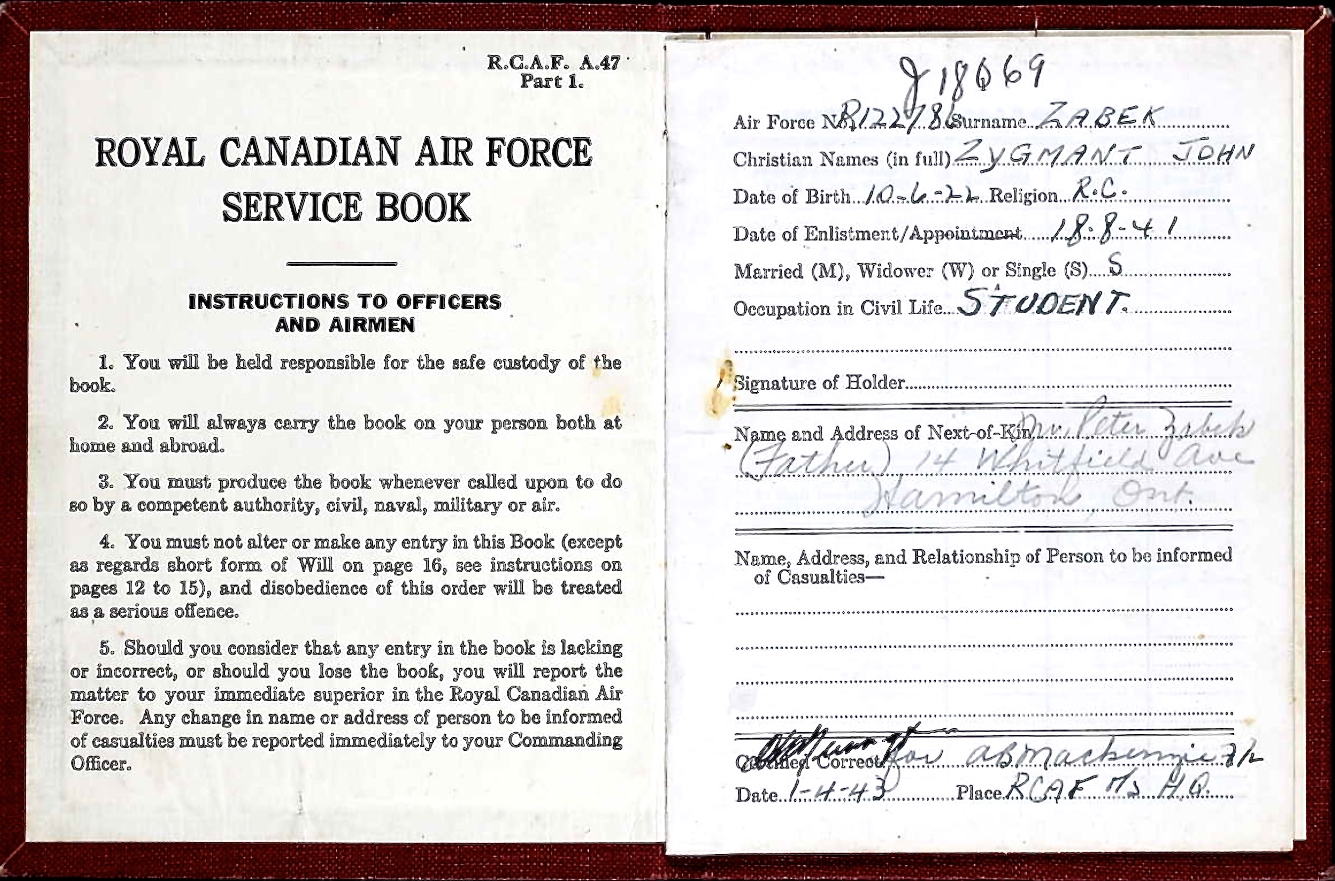 R.C.A.F. A.47
Part 1.
ROYAL CANADIAN AIR FORCE
SERVICE BOOK
INSTRUCTIONS TO OFFICERS
AND AIRMEN
1. You will be held responsible for the safe custody of the
book.
2. You will always carry the book on your person both at
home and abroad.
3. You must produce the book whenever called upon to do
so by a competent authority, civil, naval, military or air.
4. You must not alter or make any entry in this Book (except
as regards short form of Will on page 16, see instructions on
pages 12 to 15), and disobedience of this order will be treated
as a serious offence.
5. Should you consider that any entry in the book is lacking
or incorrect, or should you lose the book, you will report the
matter to your immediate superior in the Royal Canadian Air
Force. Any change in name or address of person to be informed
of casualties must be reported immediately to your Commanding
Officer.
J 18669
Air Force No. R122786 Surname ZABEK
Christian Names (in full) ZYGMANT JOHN
Date of Birth 10-6-22 Religion R.C.
Date of Enlistment/Appointment 18-8-41
Married (M), Widower (W) or Single (S) S
Occupation in Civil Life STUDENT.
Signature of Holder
Name and Address of Next-of-Kin Mr. Peter Zabek
(Father) 14 Whitfield Ave
Hamilton, Ont.
Name, Address, and Relationship of Person to be informed
of Casualties—
Certified Correct for ABMackenzie F/L
Date 1-4-43 Place RCAF O/S H.Q.